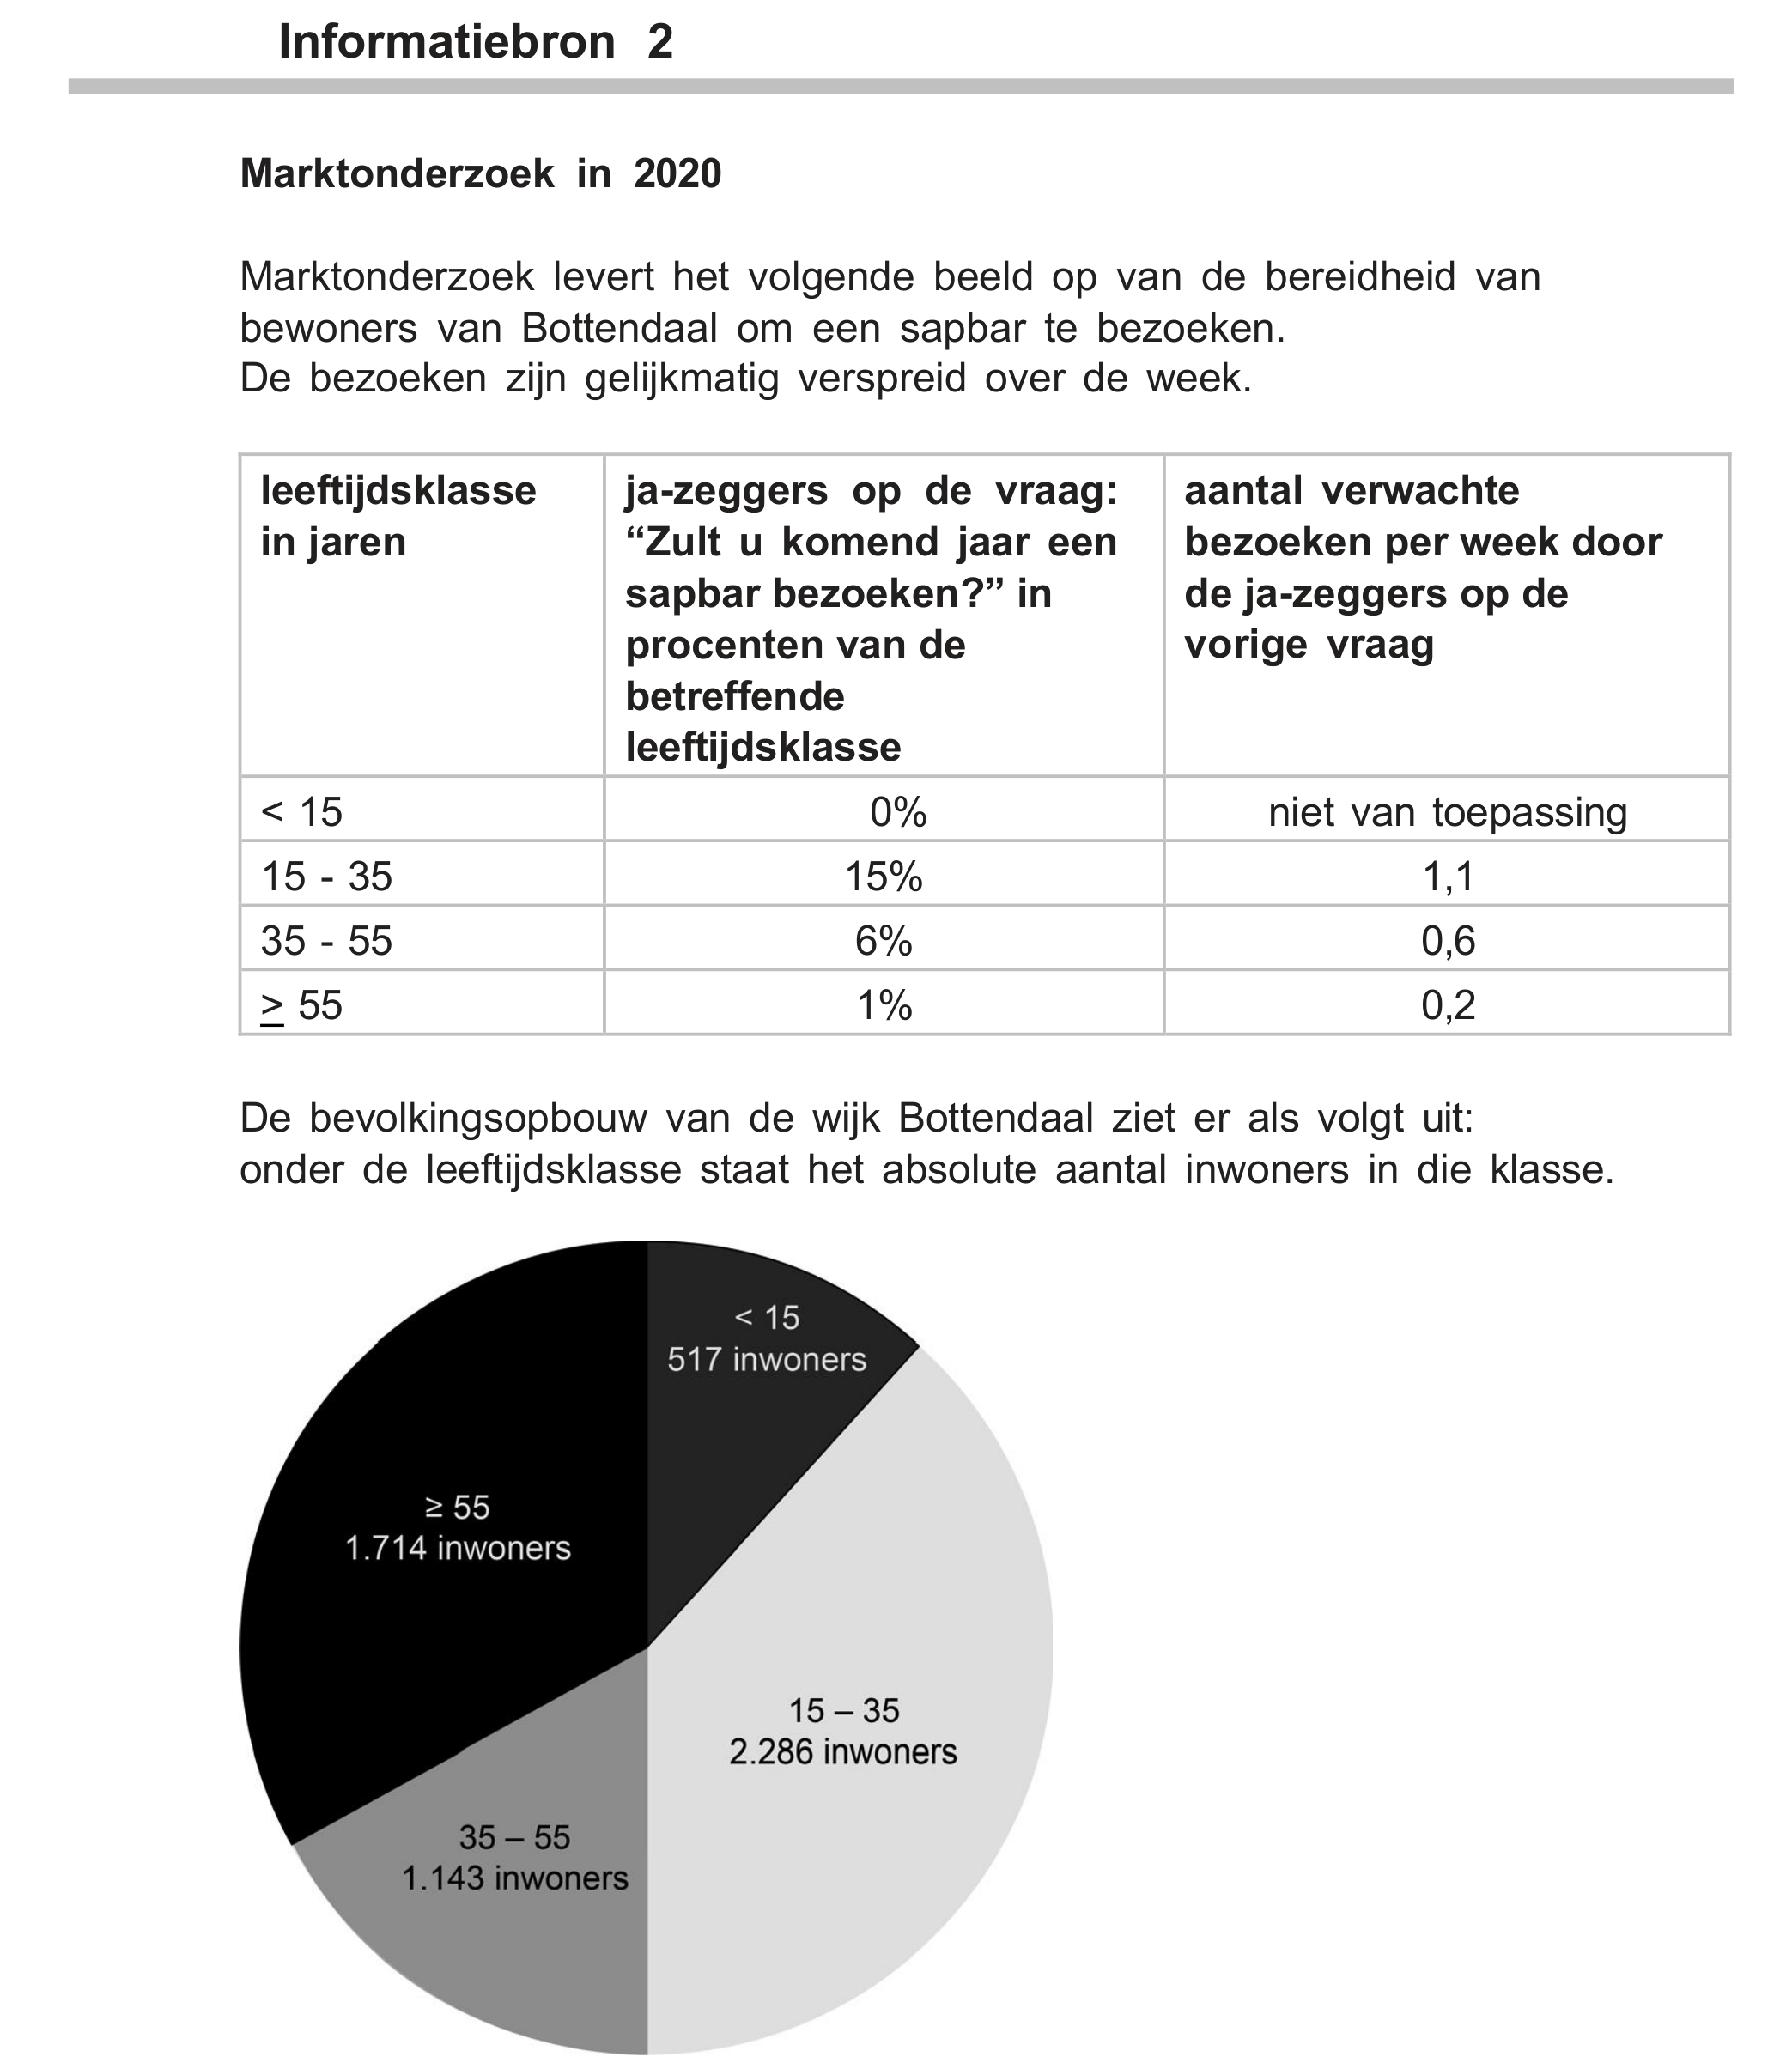 Informatiebron 2
Marktonderzoek in 2020
Marktonderzoek levert het volgende beeld op van de bereidheid van
bewoners van Bottendaal om een sapbar te bezoeken.
De bezoeken zijn gelijkmatig verspreid over de week.
leeftijdsklasse
in jaren
ja-zeggers op de vraag:
“Zult u komend jaar een
sapbar bezoeken?” in
procenten van de
betreffende
leeftijdsklasse
aantal verwachte
bezoeken per week door
de ja-zeggers op de
vorige vraag
< 15 0% niet van toepassing
15 - 35 15% 1,1
35 - 55 6% 0,6
≥ 55 1% 0,2
De bevolkingsopbouw van de wijk Bottendaal ziet er als volgt uit:
onder de leeftijdsklasse staat het absolute aantal inwoners in die klasse.
< 15
517 inwoners
≥ 55
1.714 inwoners
15 – 35
2.286 inwoners
35 – 55
1.143 inwoners